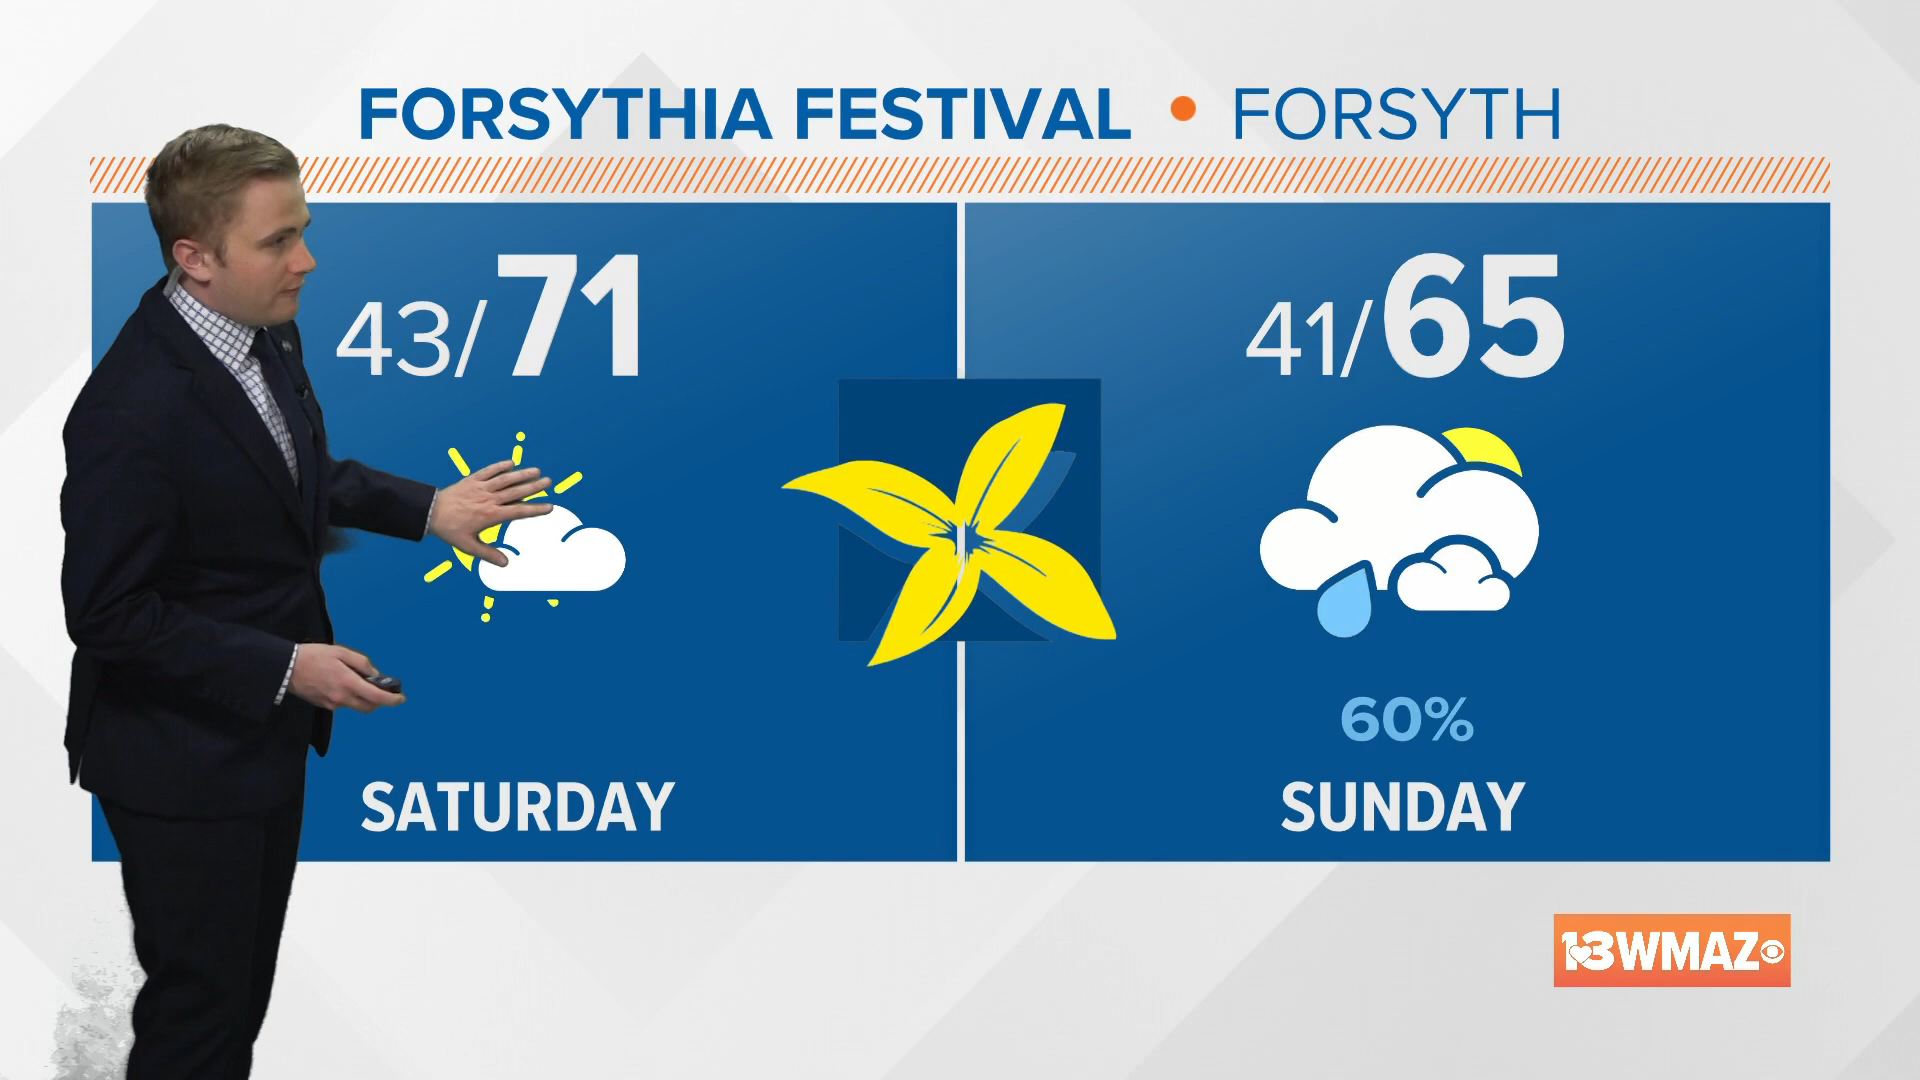 FORSYTHIA FESTIVAL • FORSYTH
43/71
41/65
60%
SATURDAY
SUNDAY
13WMAZ